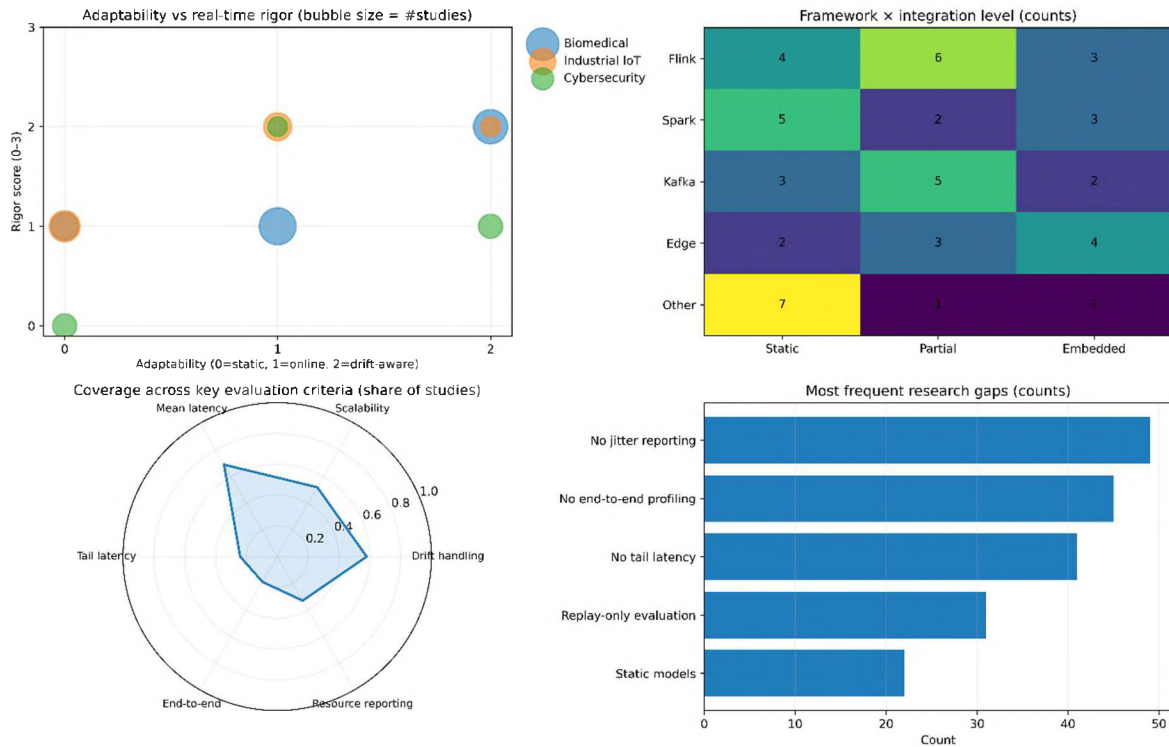 Adaptability vs real-time rigor (bubble size = #studies)
3
2
1
0
Rigor score (0–3)
0
1
2
Adaptability (0=static, 1=online, 2=drift-aware)
Biomedical
Industrial IoT
Cybersecurity
Framework × integration level (counts)
Flink
4
6
3
Spark
5
2
3
Kafka
3
5
2
Edge
2
3
4
Other
7
1
1
Static
Partial
Embedded
Coverage across key evaluation criteria (share of studies)
Mean latency
Scalability
1.0
0.8
0.6
0.4
0.2
Tail latency
Drift handling
End-to-end
Resource reporting
Most frequent research gaps (counts)
No jitter reporting
No end-to-end profiling
No tail latency
Replay-only evaluation
Static models
0
10
20
30
40
50
Count